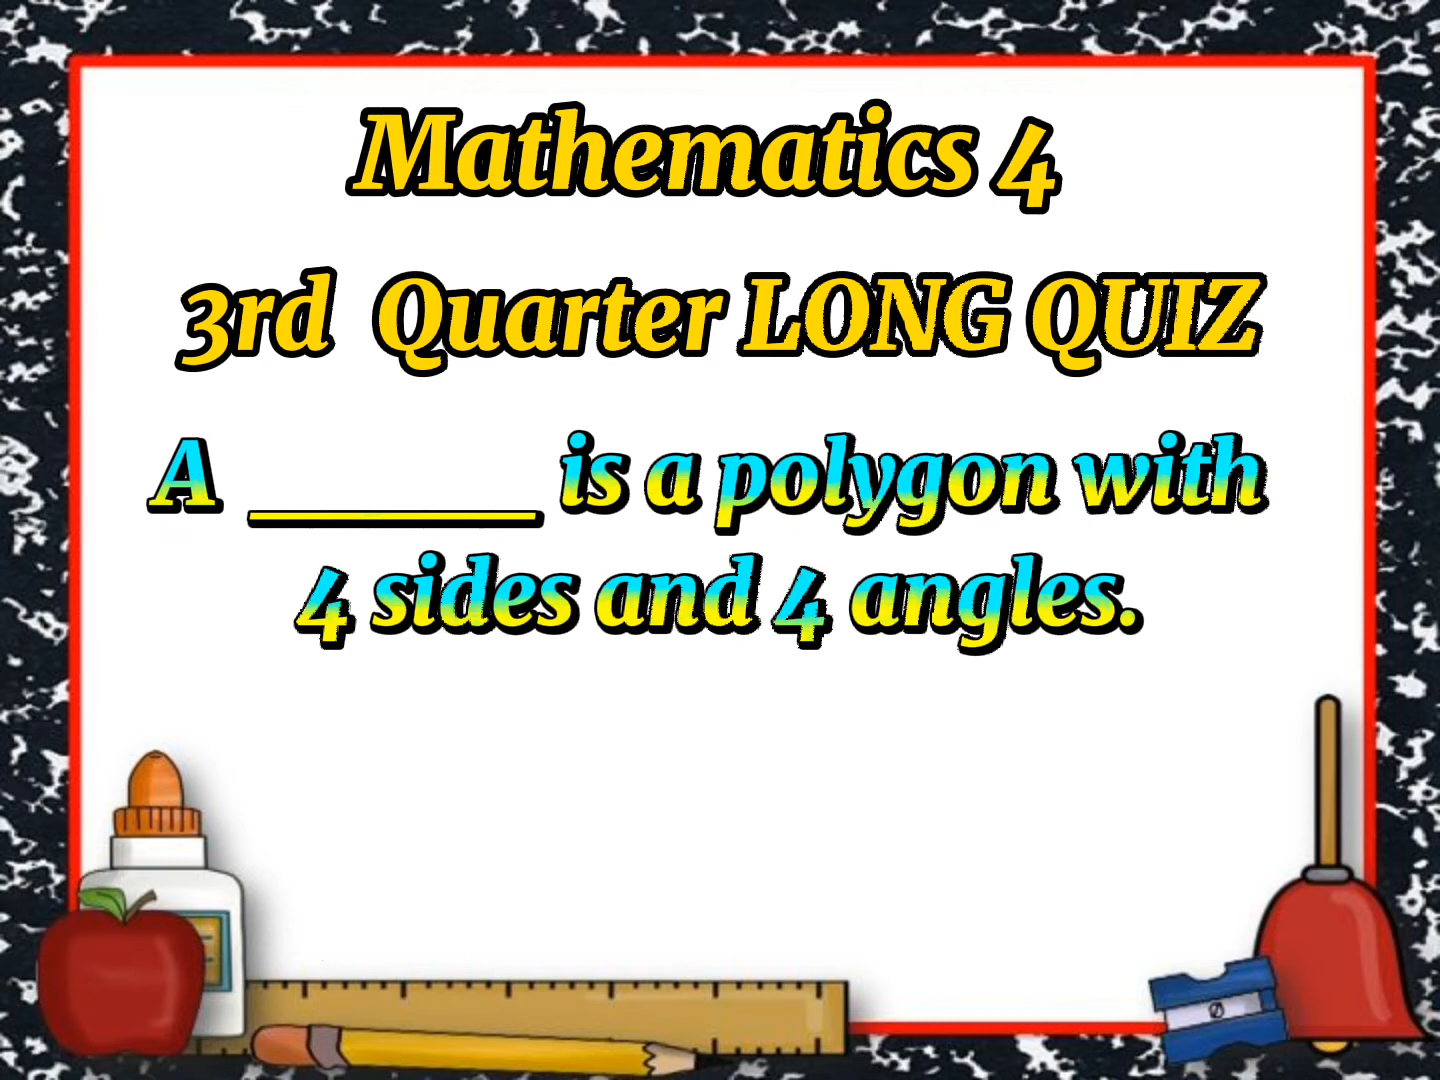 Mathematics 4
3rd Quarter LONG QUIZ
A ______ is a polygon with
4 sides and 4 angles.